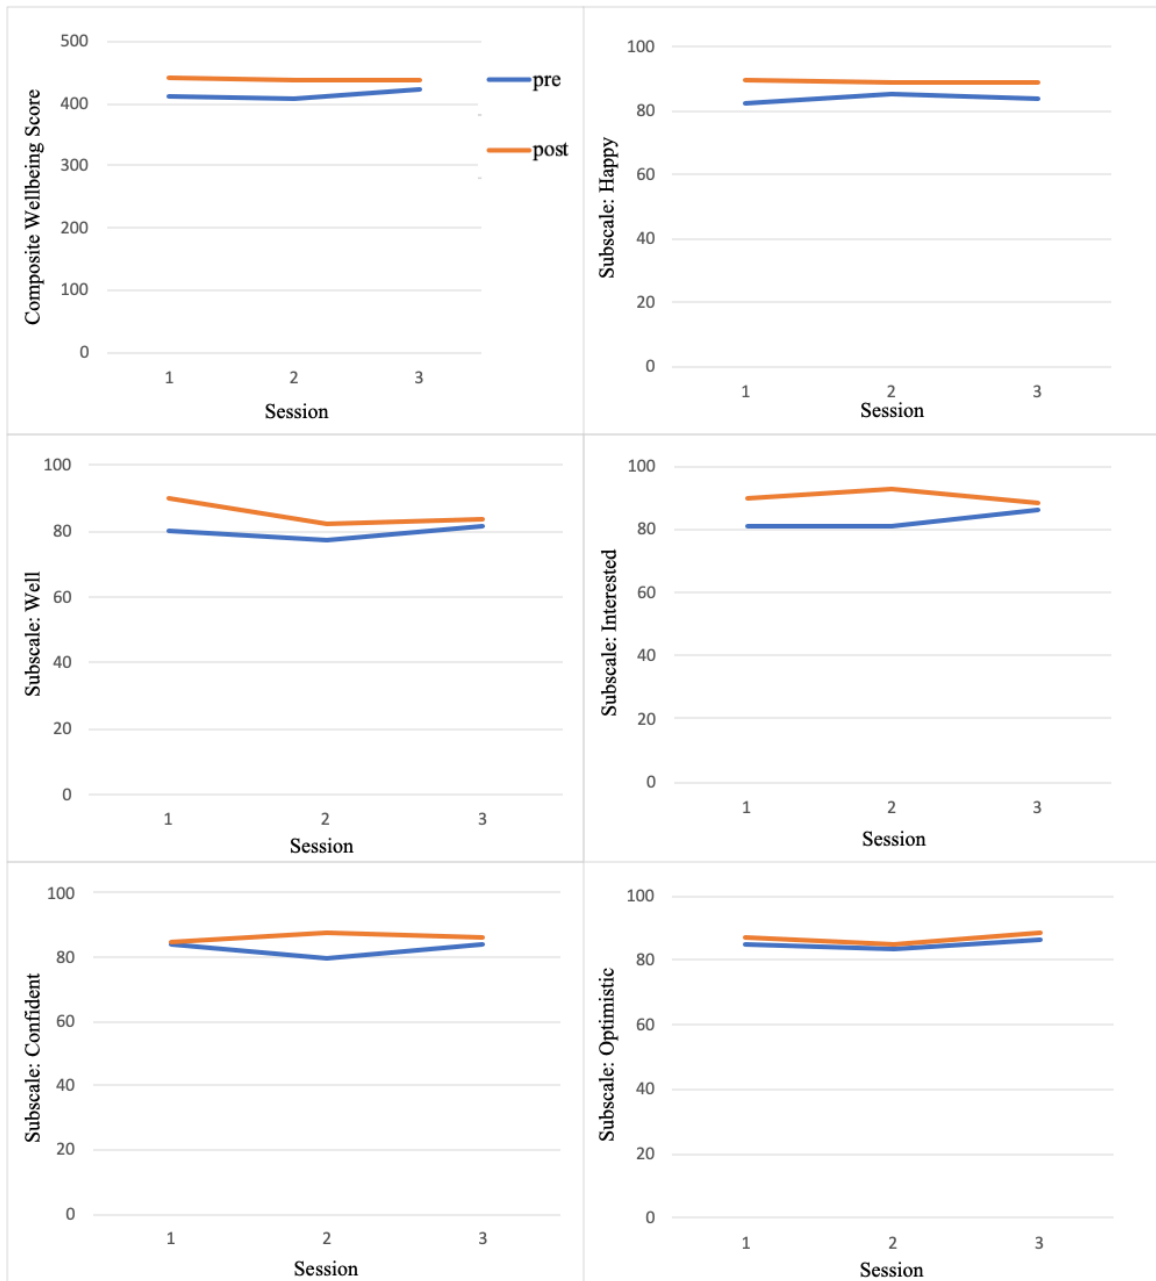 500
400
300
200
100
0
Composite Wellbeing Score
1 2 3
Session
pre
post
100
80
60
40
20
0
Subscale: Happy
1 2 3
Session
100
80
60
40
20
0
Subscale: Well
1 2 3
Session
100
80
60
40
20
0
Subscale: Interested
1 2 3
Session
100
80
60
40
20
0
Subscale: Confident
1 2 3
Session
100
80
60
40
20
0
Subscale: Optimistic
1 2 3
Session